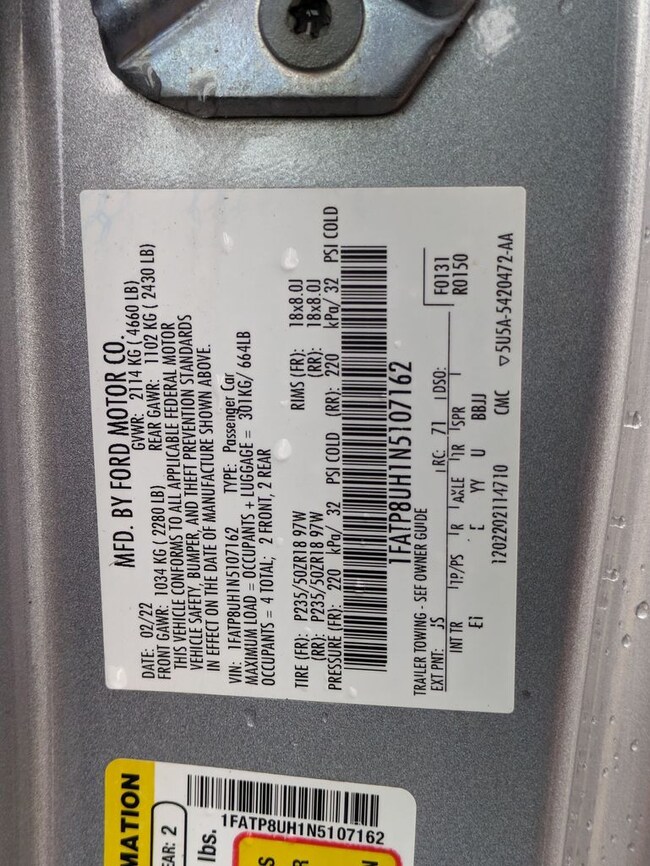 MFD. BY FORD MOTOR CO.
DATE: 02/22 GVWR: 2114 KG ( 4660 LB)
FRONT GAWR: 1034 KG ( 2280 LB) REAR GAWR: 1102 KG ( 2430 LB)
THIS VEHICLE CONFORMS TO ALL APPLICABLE FEDERAL MOTOR
VEHICLE SAFETY, BUMPER, AND THEFT PREVENTION STANDARDS
IN EFFECT ON THE DATE OF MANUFACTURE SHOWN ABOVE.
VIN: 1FATP8UH1N5107162 TYPE: Passenger Car
MAXIMUM LOAD = OCCUPANTS + LUGGAGE = 301KG/ 664LB
OCCUPANTS = 4 TOTAL; 2 FRONT, 2 REAR
TIRE (FR): P235/50ZR18 97W RIMS (FR): 18x8.0J
(RR): P235/50ZR18 97W (RR): 18x8.0J
PRESSURE (FR): 220 kPa/ 32 PSI COLD (RR): 220 kPa/ 32 PSI COLD
1FATP8UH1N5107162
TRAILER TOWING - SEE OWNER GUIDE F0131
EXT PNT: JS RC: 71 DSO: R0150
INT TR TP/PS R AXLE TR SPR
EJ E YY U BBJJ
1202202114710 CMC ▽5U5A-5420472-AA
MATION
EAR: 2
lbs.
1FATP8UH1N5107162